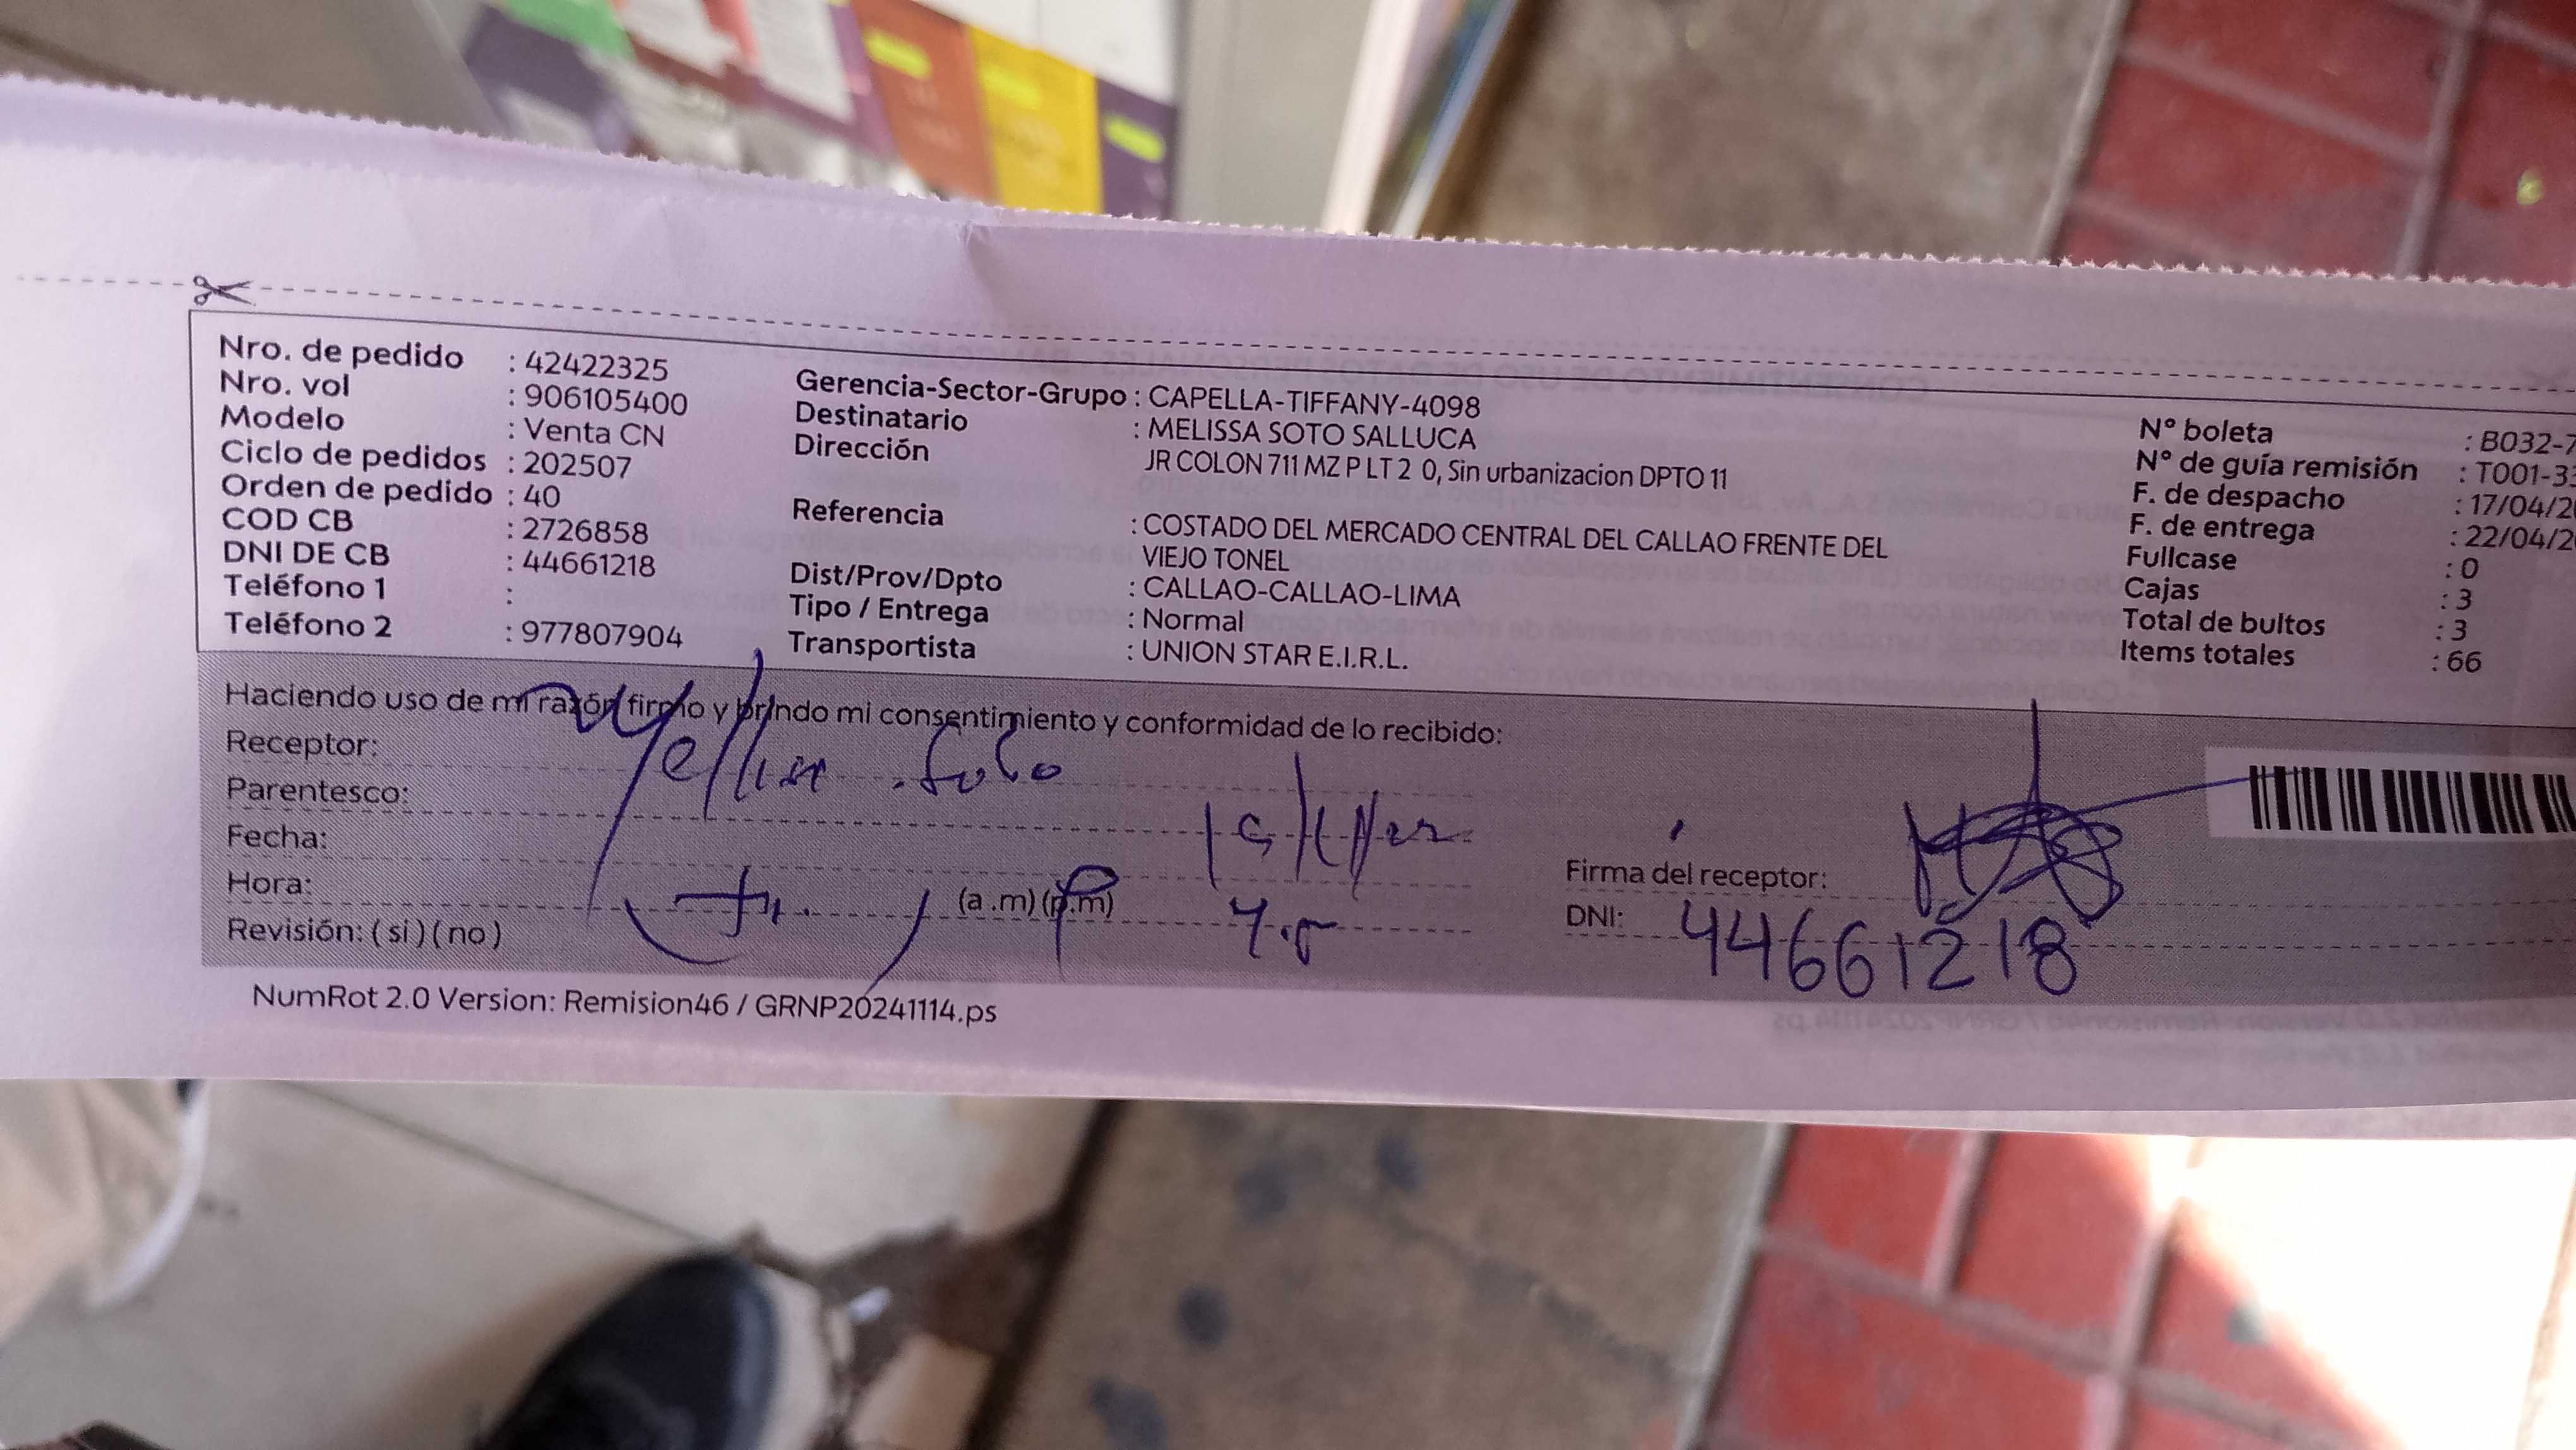 Nro. de pedido : 42422325
Nro. vol : 906105400
Modelo : Venta CN
Ciclo de pedidos : 202507
Orden de pedido : 40
COD CB : 2726858
DNI DE CB : 44661218
Teléfono 1 :
Teléfono 2 : 977807904
Gerencia-Sector-Grupo : CAPELLA-TIFFANY-4098
Destinatario : MELISSA SOTO SALLUCA
Dirección JR COLON 711 MZ P LT 2 0, Sin urbanizacion DPTO 11
Referencia : COSTADO DEL MERCADO CENTRAL DEL CALLAO FRENTE DEL
VIEJO TONEL
Dist/Prov/Dpto : CALLAO-CALLAO-LIMA
Tipo / Entrega : Normal
Transportista : UNION STAR E.I.R.L.
N° boleta : B032-7
N° de guía remisión : T001-33
F. de despacho : 17/04/2
F. de entrega : 22/04/2
Fullcase : 0
Cajas : 3
Total de bultos : 3
Items totales : 66
Haciendo uso de mi razón firmo y brindo mi consentimiento y conformidad de lo recibido:
Receptor:
Parentesco:
Fecha:
Hora: (a.m) (p.m)
Revisión: ( si ) ( no )
Firma del receptor:
DNI: 44661218
NumRot 2.0 Version: Remision46 / GRNP20241114.ps